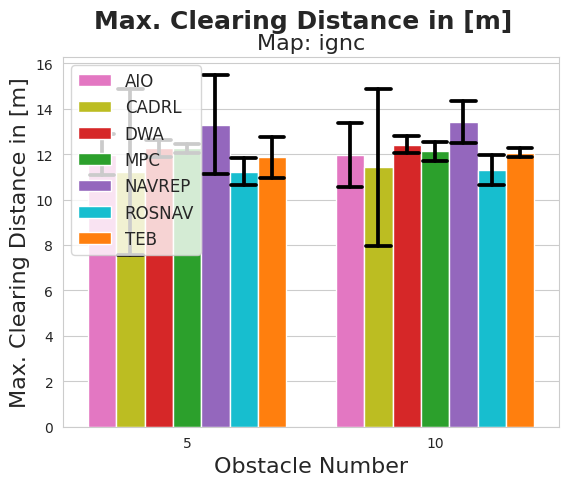 Max. Clearing Distance in [m]
Map: ignc
Max. Clearing Distance in [m]
16
14
12
10
8
6
4
2
0
AIO
CADRL
DWA
MPC
NAVREP
ROSNAV
TEB
5
10
Obstacle Number